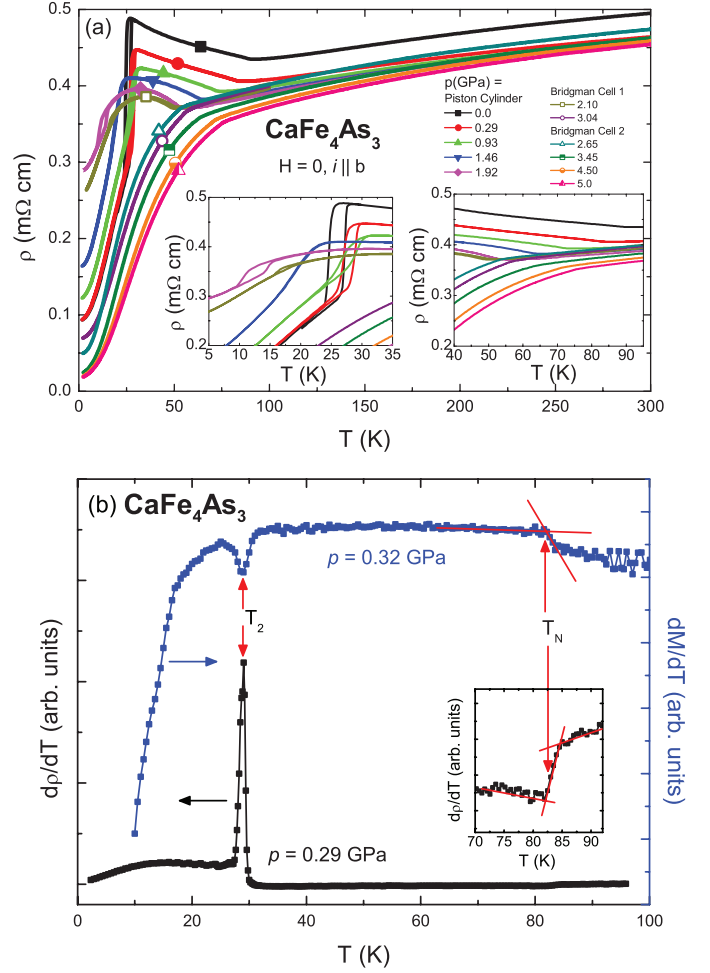 (a)
0.5
0.4
0.3
0.2
0.1
0.0
ρ (mΩ cm)
0
50
100
150
200
250
300
T (K)
CaFe4As3
H = 0, i || b
p(GPa) =
Piston Cylinder
0.0
0.29
0.93
1.46
1.92
Bridgman Cell 1
2.10
3.04
Bridgman Cell 2
2.65
3.45
4.50
5.0
0.5
0.4
0.3
0.2
ρ (mΩ cm)
5 10 15 20 25 30 35
T (K)
0.5
0.4
0.3
0.2
ρ (mΩ cm)
40 50 60 70 80 90
T (K)
(b) CaFe4As3
p = 0.32 GPa
T2
TN
dρ/dT (arb. units)
dM/dT (arb. units)
p = 0.29 GPa
dρ/dT (arb. units)
70 75 80 85 90
T (K)
0 20 40 60 80 100
T (K)